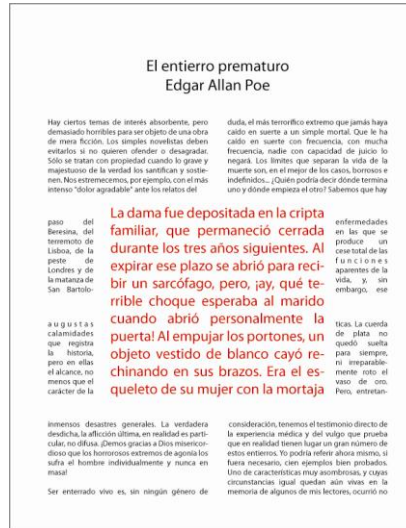 El entierro prematuro
Edgar Allan Poe
Hay ciertos temas de interés absorbente, pero
demasiado horribles para ser objeto de una obra
de mera ficción. Los simples novelistas deben
evitarlos si no quieren ofender o desagradar.
Sólo se tratan con propiedad cuando lo grave y
majestuoso de la verdad los santifican y sostie-
nen. Nos estremecemos, por ejemplo, con el más
intenso "dolor agradable" ante los relatos del
paso del
Beresina, del
terremoto de
Lisboa, de la
peste de
Londres y de
la matanza de
San Bartolo-
augustas
calamidades
que registra
la historia,
pero en ellas
el alcance, no
menos que el
carácter de la
inmensos desastres generales. La verdadera
desdicha, la aflicción última, en realidad es parti-
cular, no difusa. ¡Demos gracias a Dios misericor-
dioso que los horrorosos extremos de agonía los
sufra el hombre individualmente y nunca en
masa!
Ser enterrado vivo es, sin ningún género de
La dama fue depositada en la cripta
familiar, que permaneció cerrada
durante los tres años siguientes. Al
expirar ese plazo se abrió para reci-
bir un sarcófago, pero, ¡ay, qué te-
rrible choque esperaba al marido
cuando abrió personalmente la
puerta! Al empujar los portones, un
objeto vestido de blanco cayó re-
chinando en sus brazos. Era el es-
queleto de su mujer con la mortaja
duda, el más terrorífico extremo que jamás haya
caído en suerte a un simple mortal. Que le ha
caído en suerte con frecuencia, con mucha
frecuencia, nadie con capacidad de juicio lo
negará. Los límites que separan la vida de la
muerte son, en el mejor de los casos, borrosos e
indefinidos... ¿Quién podría decir dónde termina
uno y dónde empieza el otro? Sabemos que hay
enfermedades
en las que se
produce un
cese total de las
funciones
aparentes de la
vida, y, sin
embargo, ese
ticas. La cuerda
de plata no
quedó suelta
para siempre,
ni irreparable-
mente roto el
vaso de oro.
Pero, entretan-
consideración, tenemos el testimonio directo de
la experiencia médica y del vulgo que prueba
que en realidad tienen lugar un gran número de
estos entierros. Yo podría referir ahora mismo, si
fuera necesario, cien ejemplos bien probados.
Uno de características muy asombrosas, y cuyas
circunstancias igual quedan aún vivas en la
memoria de algunos de mis lectores, ocurrió no